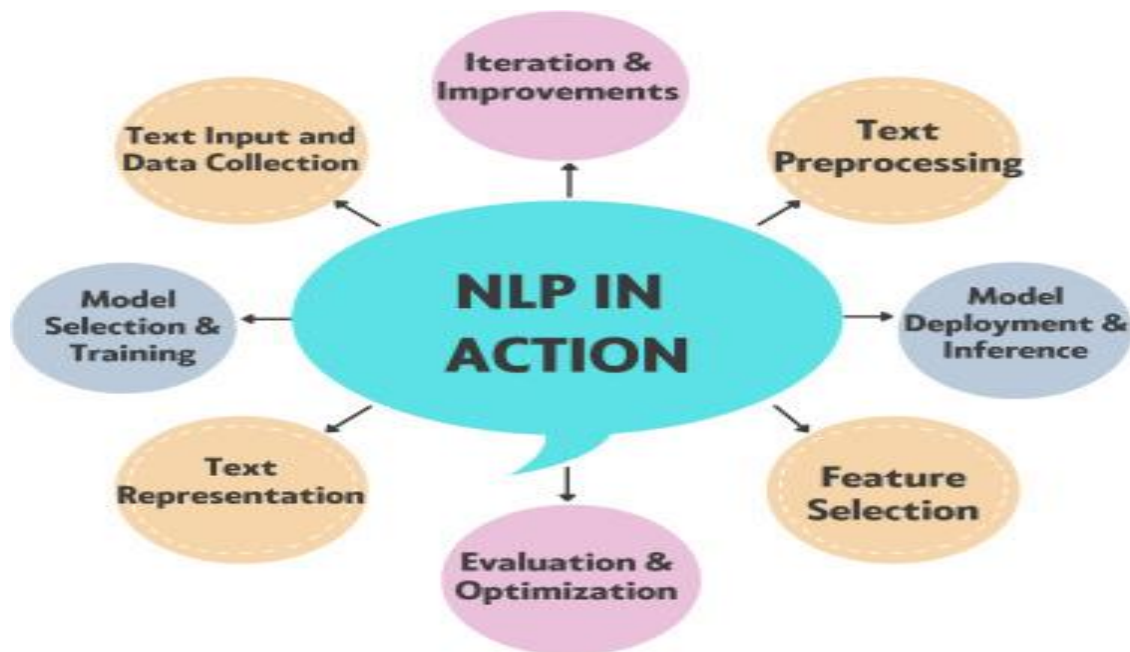 Iteration &
Improvements
Text Input and
Data Collection
Text
Preprocessing
NLP IN
ACTION
Model
Selection &
Training
Model
Deployment &
Inference
Text
Representation
Feature
Selection
Evaluation &
Optimization